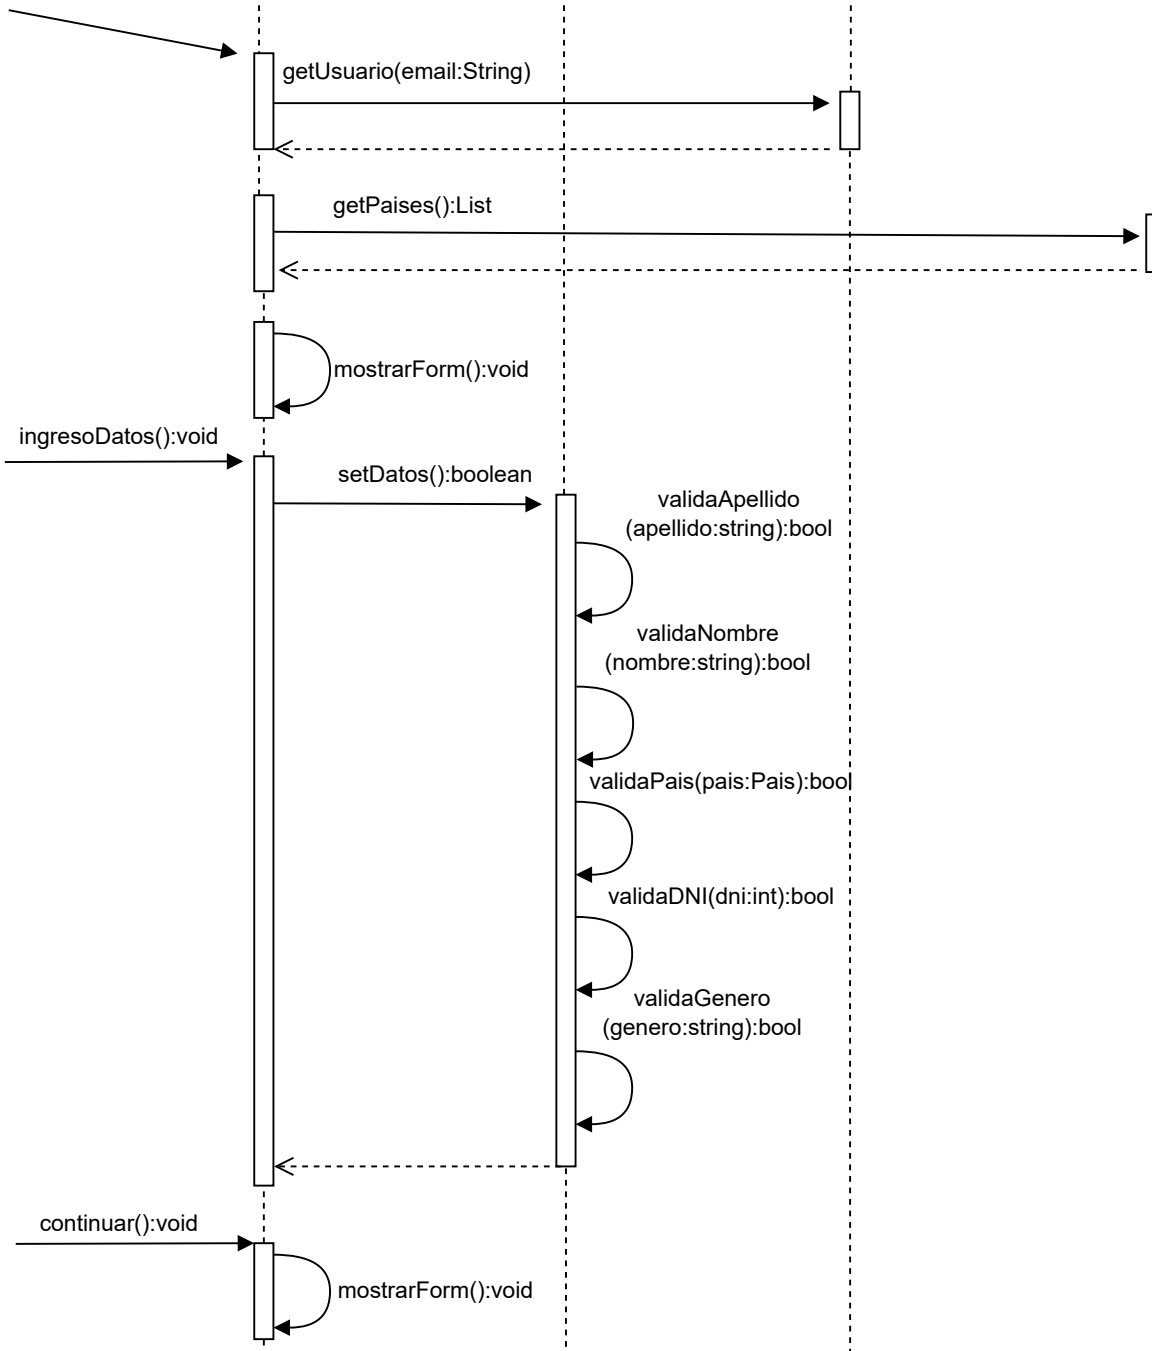 getUsuario(email:String)
getPaises():List
mostrarForm():void
ingresoDatos():void
setDatos():boolean
validaApellido
(apellido:string):bool
validaNombre
(nombre:string):bool
validaPais(pais:Pais):bool
validaDNI(dni:int):bool
validaGenero
(genero:string):bool
continuar():void
mostrarForm():void